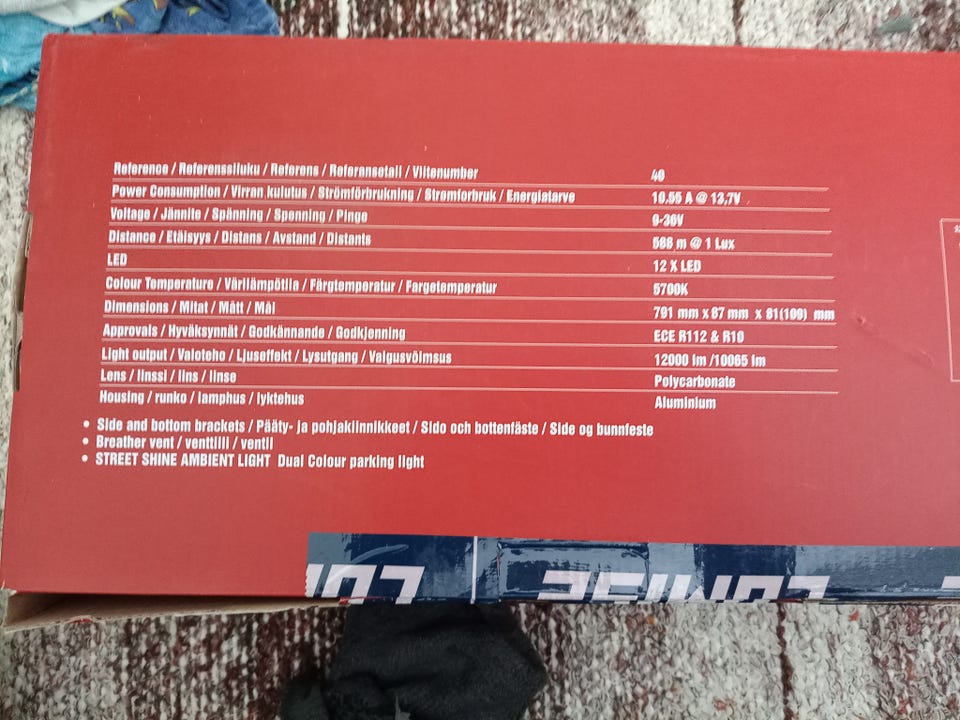 Reference / Referenssiluku / Referens / Referansetall / Viitenumber 40
Power Consumption / Virran kulutus / Strömförbrukning / Strømforbruk / Energiatarve 10.55 A @ 13,7V
Voltage / Jännite / Spänning / Spenning / Pinge 9-36V
Distance / Etäisyys / Distans / Avstand / Distants 588 m @ 1 Lux
LED 12 X LED
Colour Temperature / Värilämpötila / Färgtemperatur / Fargetemperatur 5700K
Dimensions / Mitat / Mått / Mål 791 mm x 67 mm x 81(109) mm
Approvals / Hyväksynnät / Godkännande / Godkjenning ECE R112 & R10
Light output / Valoteho / Ljuseffekt / Lysutgang / Valgusvõimsus 12000 lm /10065 lm
Lens / linssi / lins / linse Polycarbonate
Housing / runko / lamphus / lyktehus Aluminium
• Side and bottom brackets / Pääty- ja pohjakiinnikkeet / Sido och bottenfäste / Side og bunnfeste
• Breather vent / venttiili / ventil
• STREET SHINE AMBIENT LIGHT Dual Colour parking light